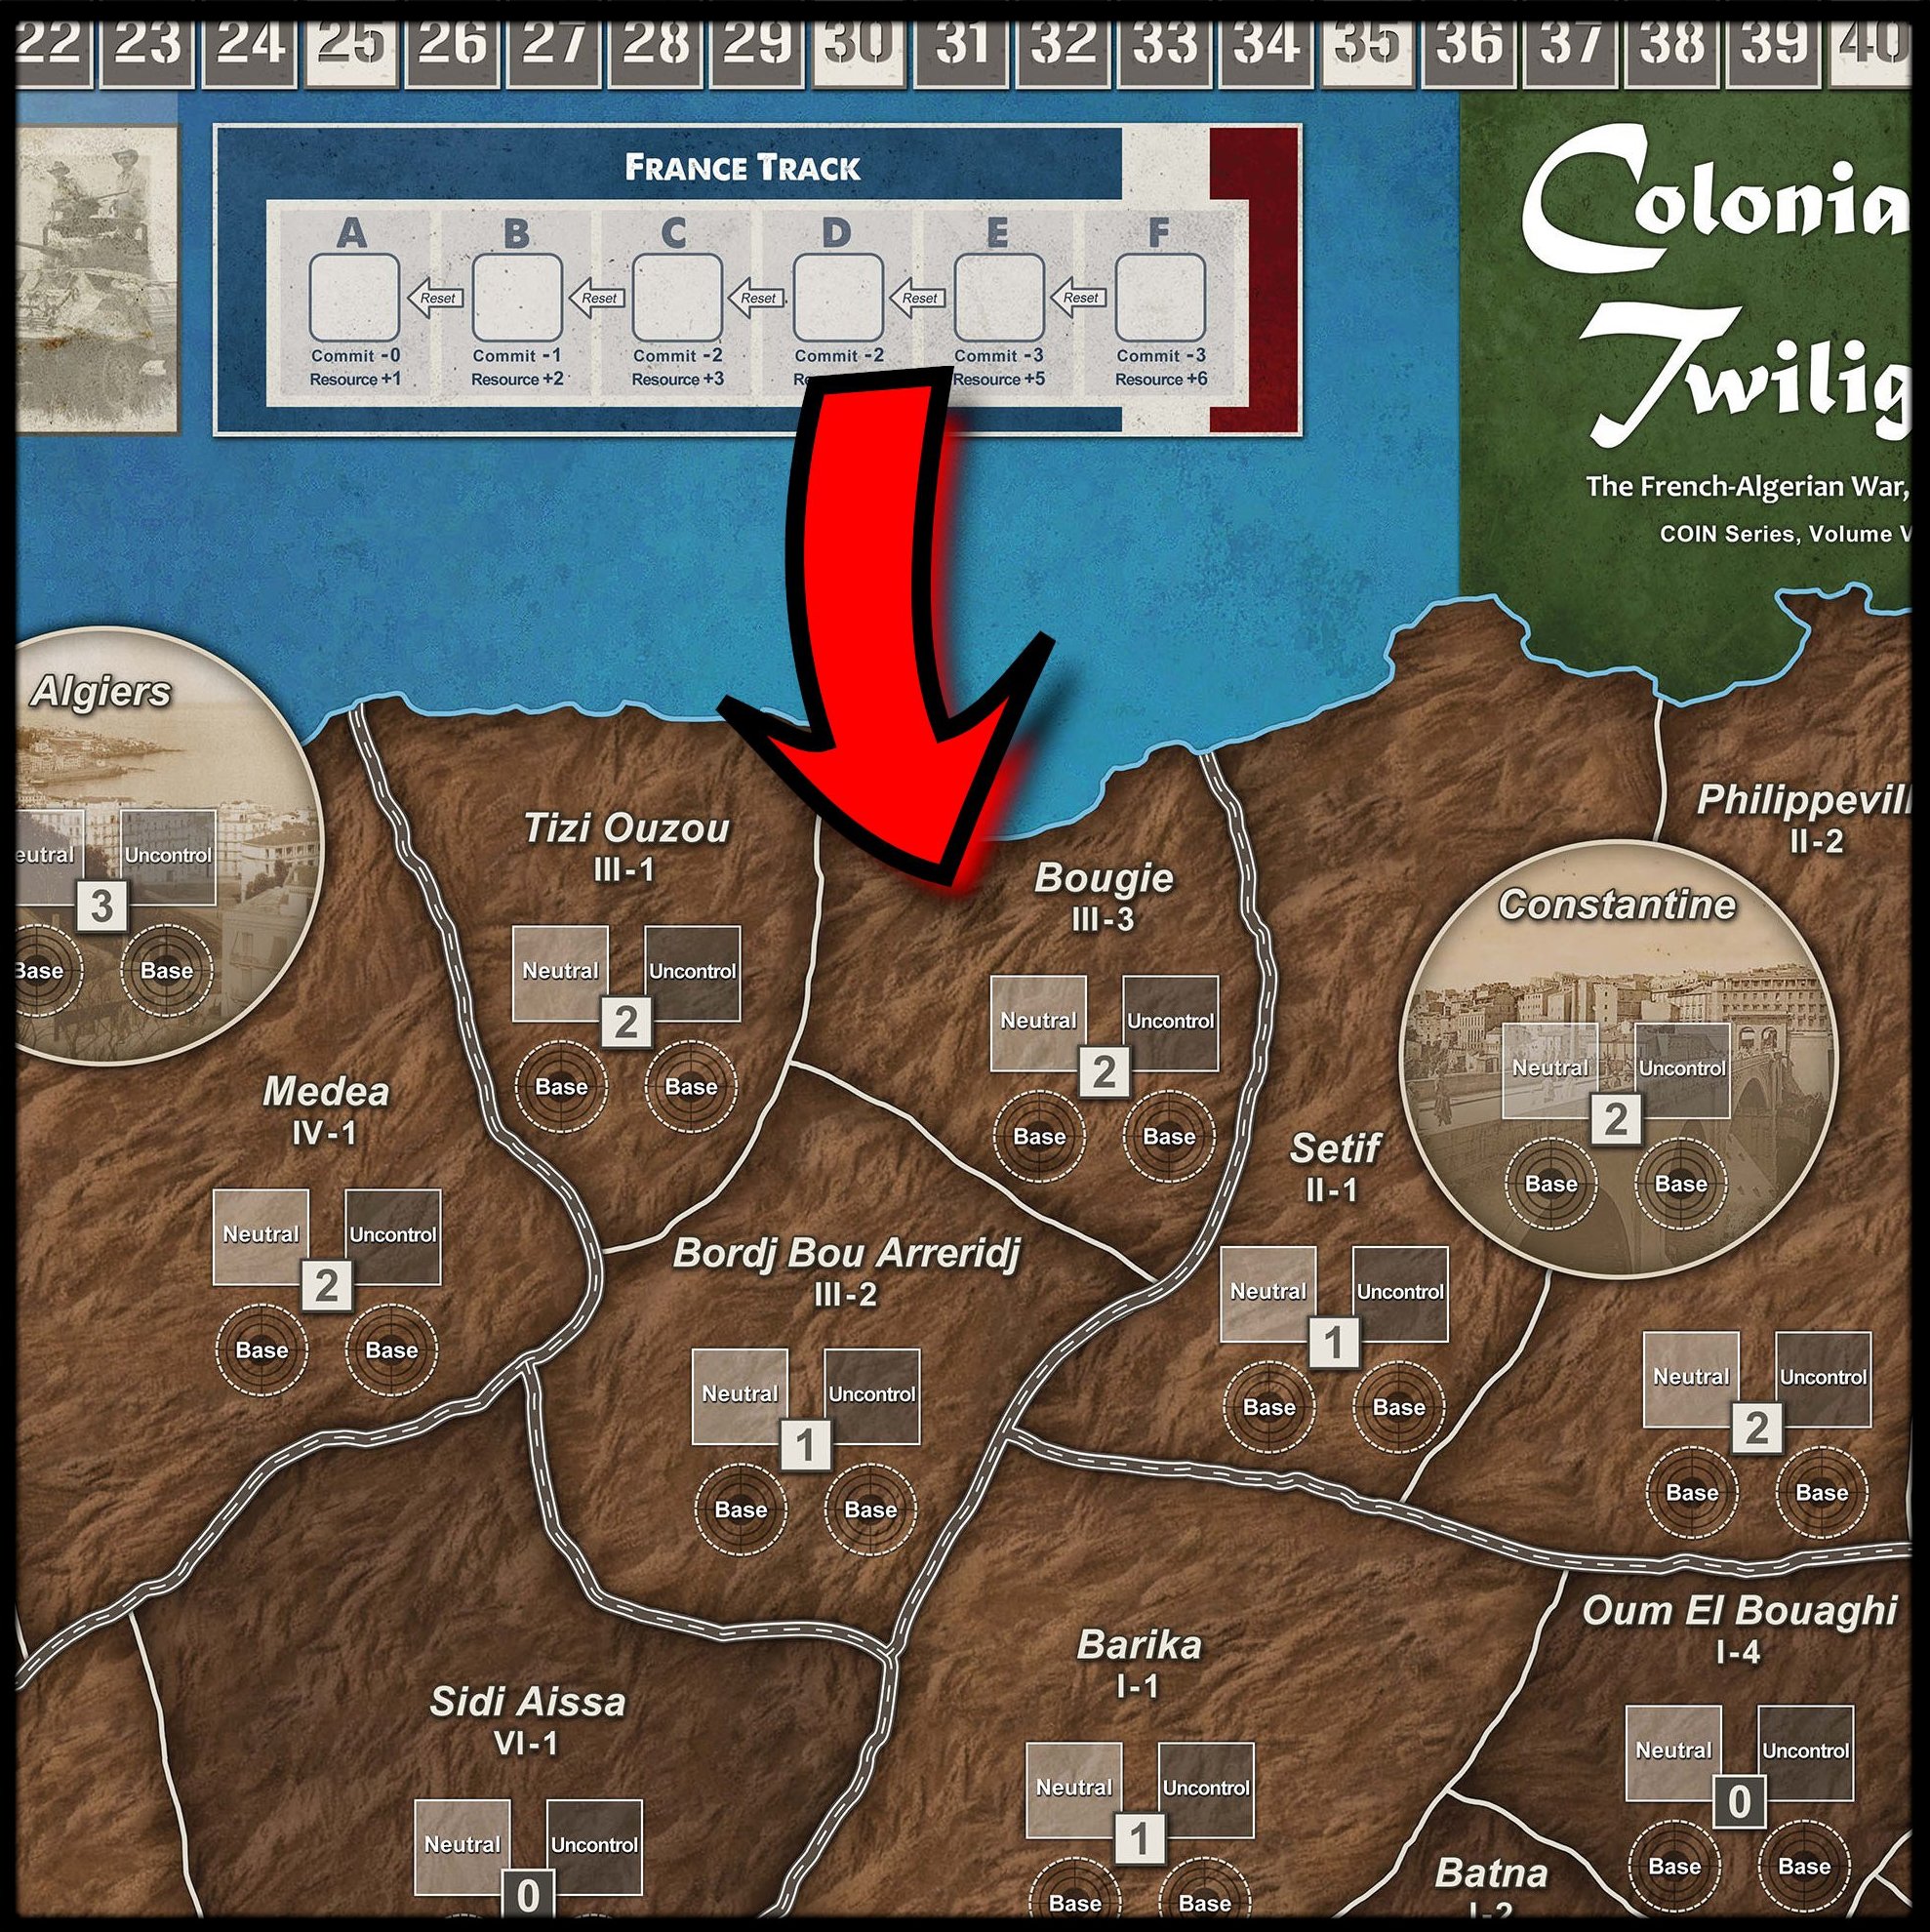 22 23 24 25 26 27 28 29 30 31 32 33 34 35 36 37 38 39 40
FRANCE TRACK
A B C D E F
Reset Reset Reset Reset Reset
Commit -0 Commit -1 Commit -2 Commit -2 Commit -3 Commit -3
Resource +1 Resource +2 Resource +3 Resource +5 Resource +6
Colonia
Twilig
The French-Algerian War,
COIN Series, Volume V
Algiers
eutral Uncontrol
3
Base Base
Tizi Ouzou
III-1
Neutral Uncontrol
2
Base Base
Bougie
III-3
Neutral Uncontrol
2
Base Base
Philippevill
II-2
Constantine
Neutral Uncontrol
2
Base Base
Medea
IV-1
Neutral Uncontrol
2
Base Base
Setif
II-1
Neutral Uncontrol
1
Base Base
Bordj Bou Arreridj
III-2
Neutral Uncontrol
1
Base Base
Neutral Uncontrol
2
Base Base
Oum El Bouaghi
I-4
Neutral Uncontrol
0
Base Base
Barika
I-1
Neutral Uncontrol
1
Base Base
Sidi Aissa
VI-1
Neutral Uncontrol
0
Batna
I-2